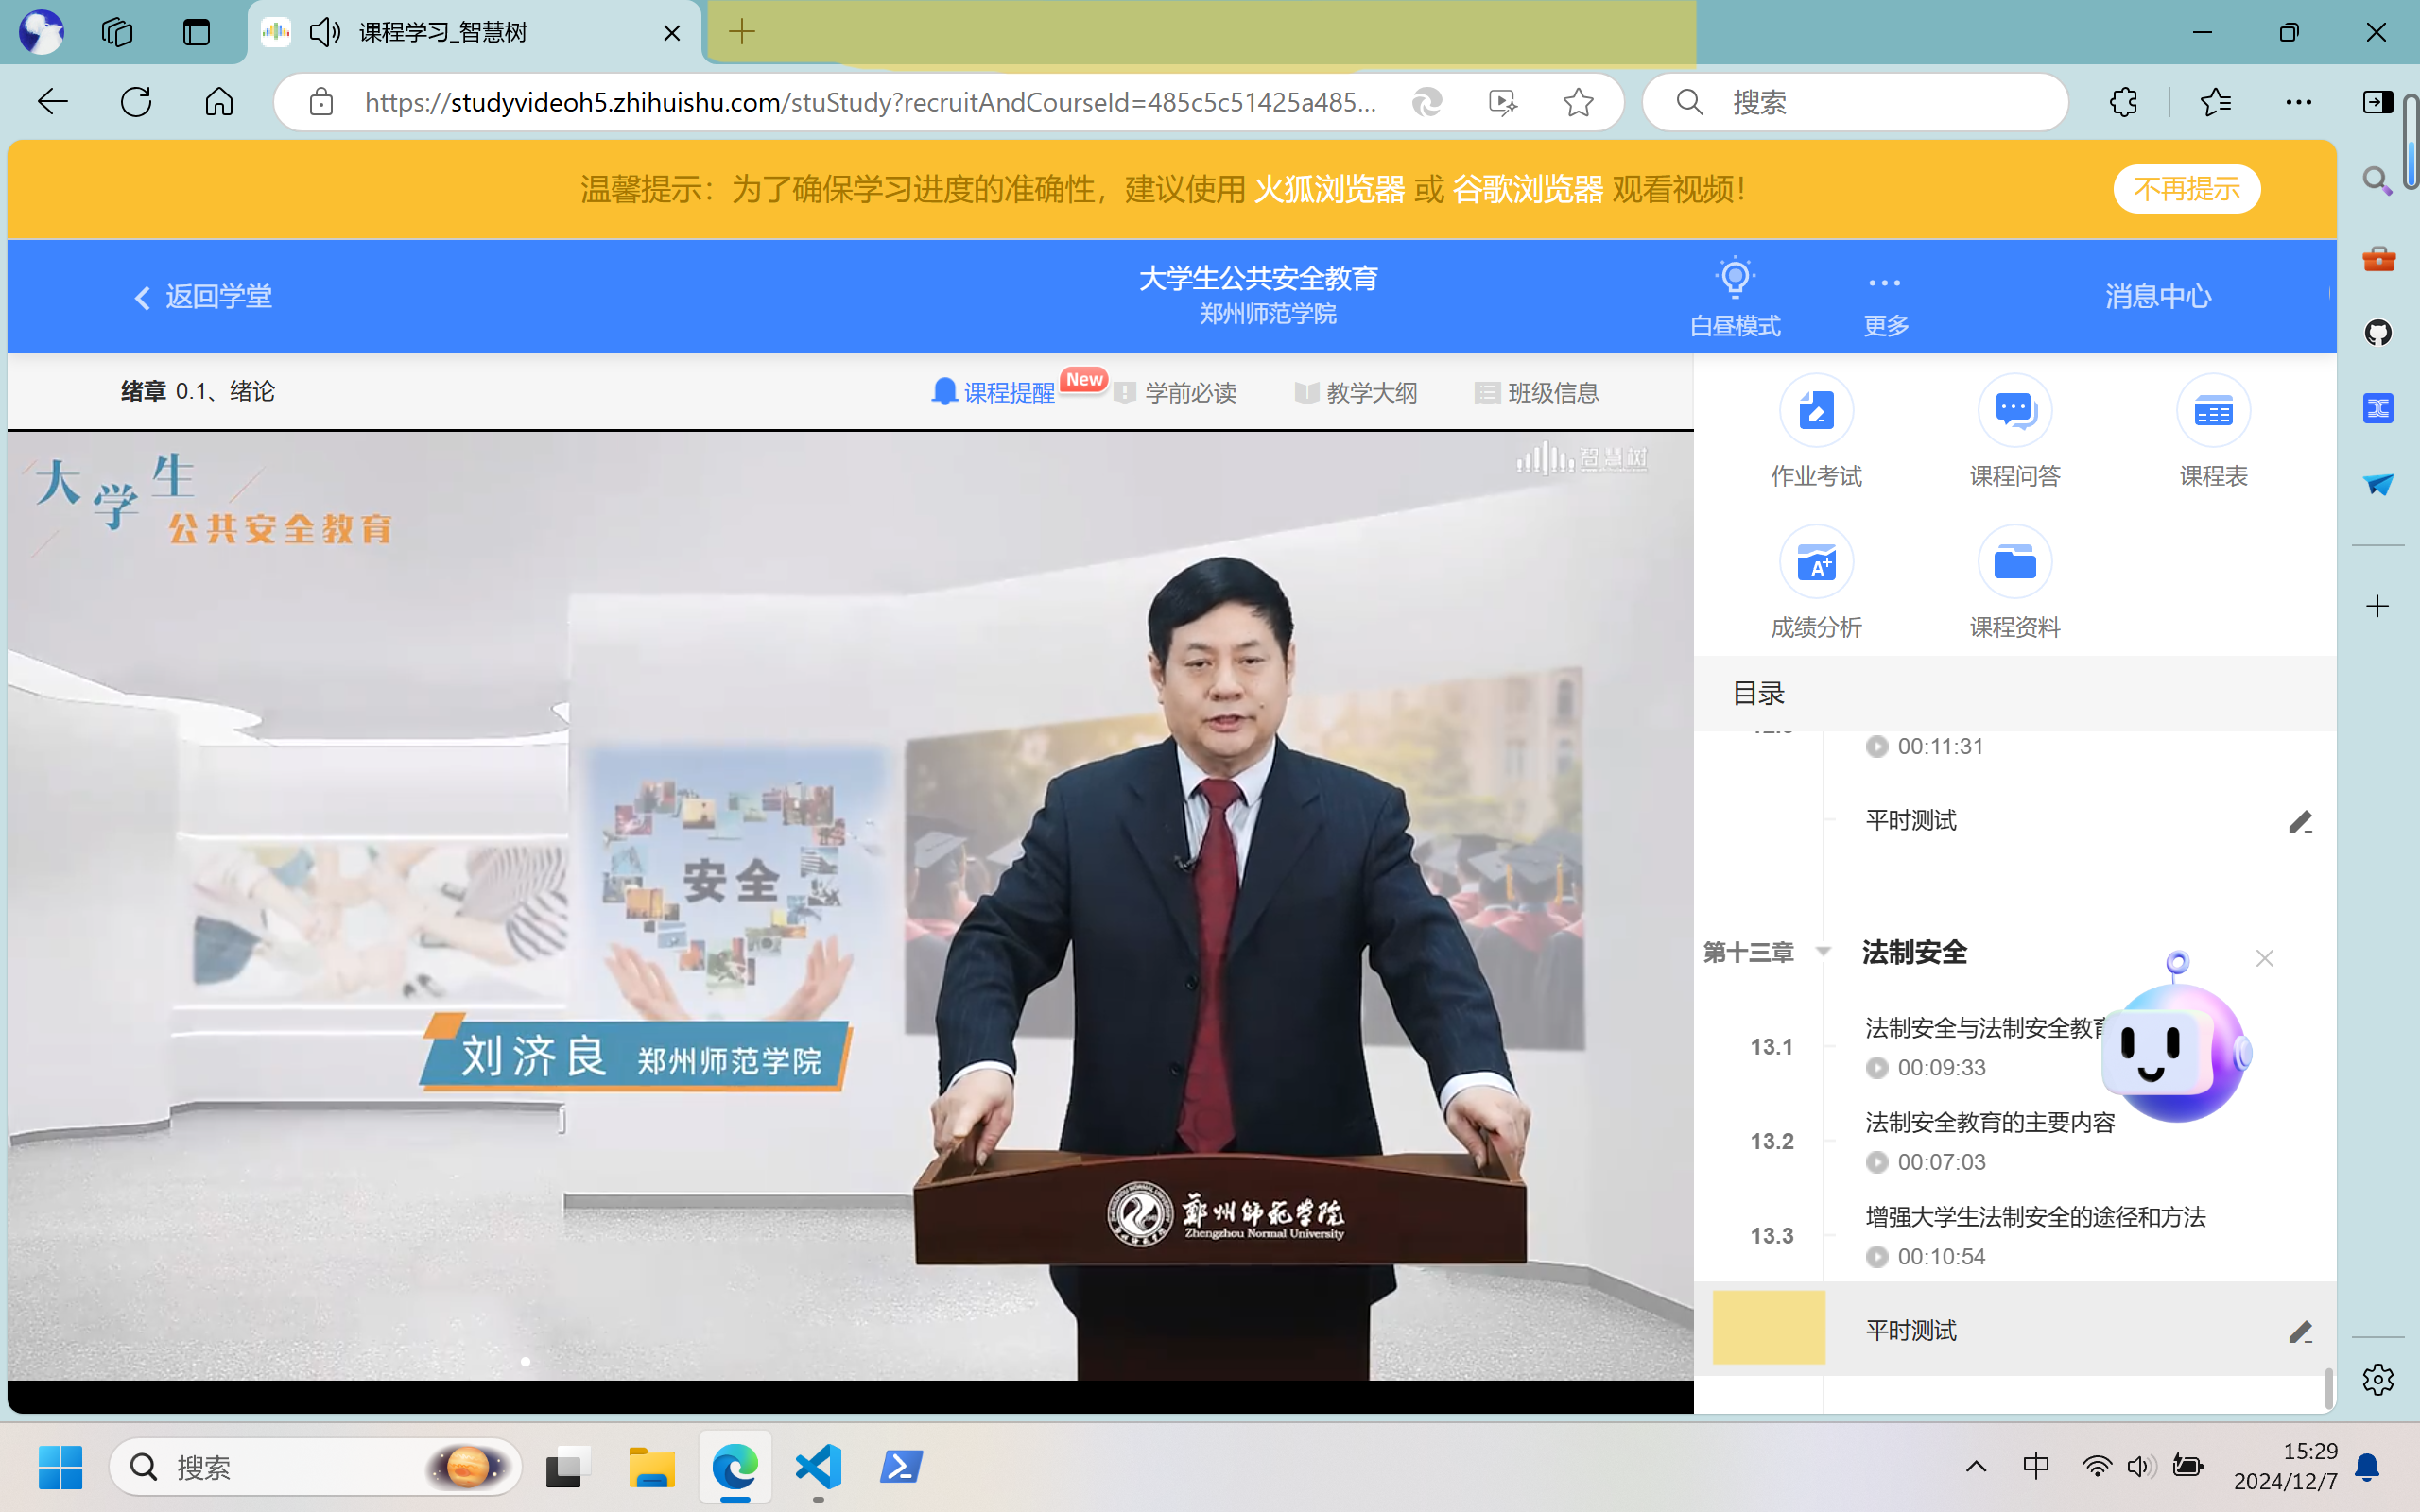 课程学习_智慧树
https://studyvideoh5.zhihuishu.com/stuStudy?recruitAndCourseId=485c5c51425a485...
搜索
温馨提示：为了确保学习进度的准确性，建议使用 火狐浏览器 或 谷歌浏览器 观看视频！
不再提示
返回学堂
大学生公共安全教育
郑州师范学院
白昼模式
更多
消息中心
绪章 0.1、绪论
课程提醒
New
学前必读
教学大纲
班级信息
大学生
公共安全教育
智慧树
安全
刘济良 郑州师范学院
郑州师范学院
Zhengzhou Normal University
作业考试
课程问答
课程表
成绩分析
A+
课程资料
目录
00:11:31
平时测试
第十三章
法制安全
13.1
法制安全与法制安全教
00:09:33
13.2
法制安全教育的主要内容
00:07:03
13.3
增强大学生法制安全的途径和方法
00:10:54
平时测试
搜索
中
15:29
2024/12/7